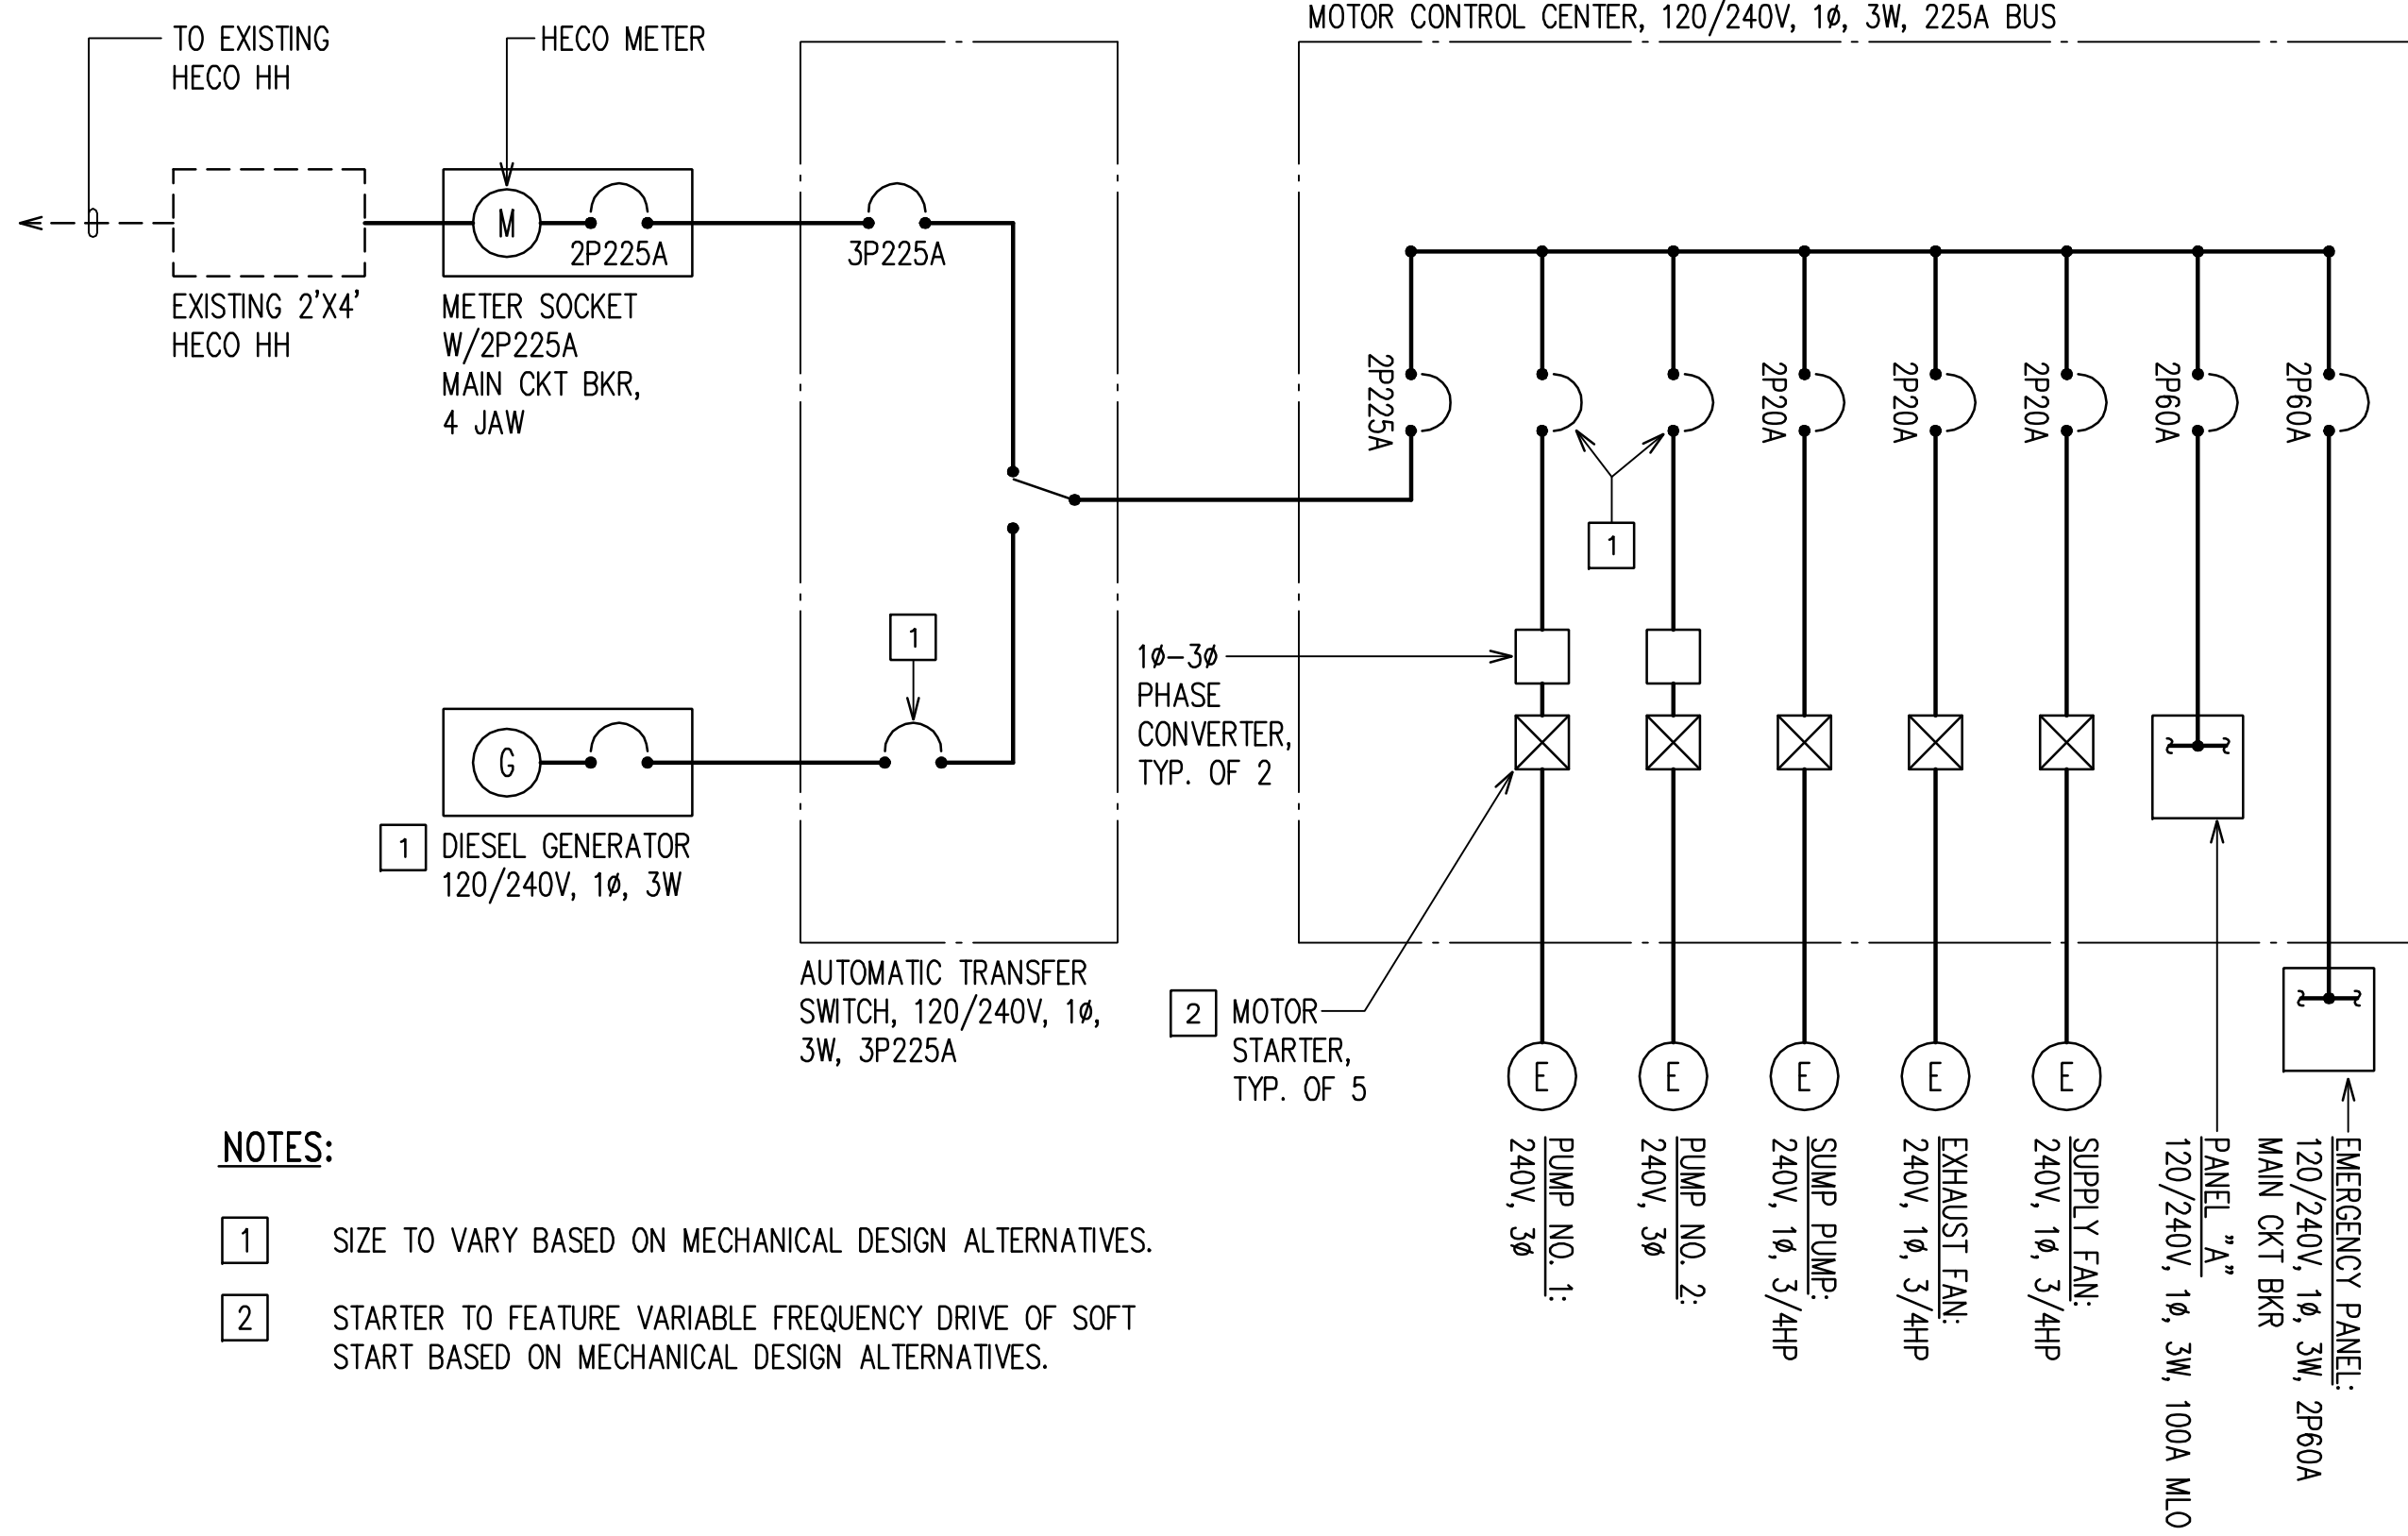 MOTOR CONTROL CENTER, 120/240V, 1ø, 3W, 225A BUS
TO EXISTING
HECO HH
HECO METER
M
2P225A
3P225A
EXISTING 2'X4'
HECO HH
METER SOCKET
W/2P225A
MAIN CKT BKR,
4 JAW
2P225A
2P20A
2P20A
2P20A
2P60A
2P60A
1
1
1ø-3ø
PHASE
CONVERTER,
TYP. OF 2
G
1
DIESEL GENERATOR
120/240V, 1ø, 3W
AUTOMATIC TRANSFER
SWITCH, 120/240V, 1ø,
3W, 3P225A
2
MOTOR
STARTER,
TYP. OF 5
E
E
E
E
E
PUMP NO. 1:
240V, 3ø
PUMP NO. 2:
240V, 3ø
SUMP PUMP:
240V, 1ø, 3/4HP
EXHAUST FAN:
240V, 1ø, 3/4HP
SUPPLY FAN:
240V, 1ø, 3/4HP
PANEL "A"
120/240V, 1ø, 3W, 100A MLO
EMERGENCY PANEL:
120/240V, 1ø, 3W, 2P60A
MAIN CKT BKR
NOTES:
1
SIZE TO VARY BASED ON MECHANICAL DESIGN ALTERNATIVES.
2
STARTER TO FEATURE VARIABLE FREQUENCY DRIVE OF SOFT
START BASED ON MECHANICAL DESIGN ALTERNATIVES.